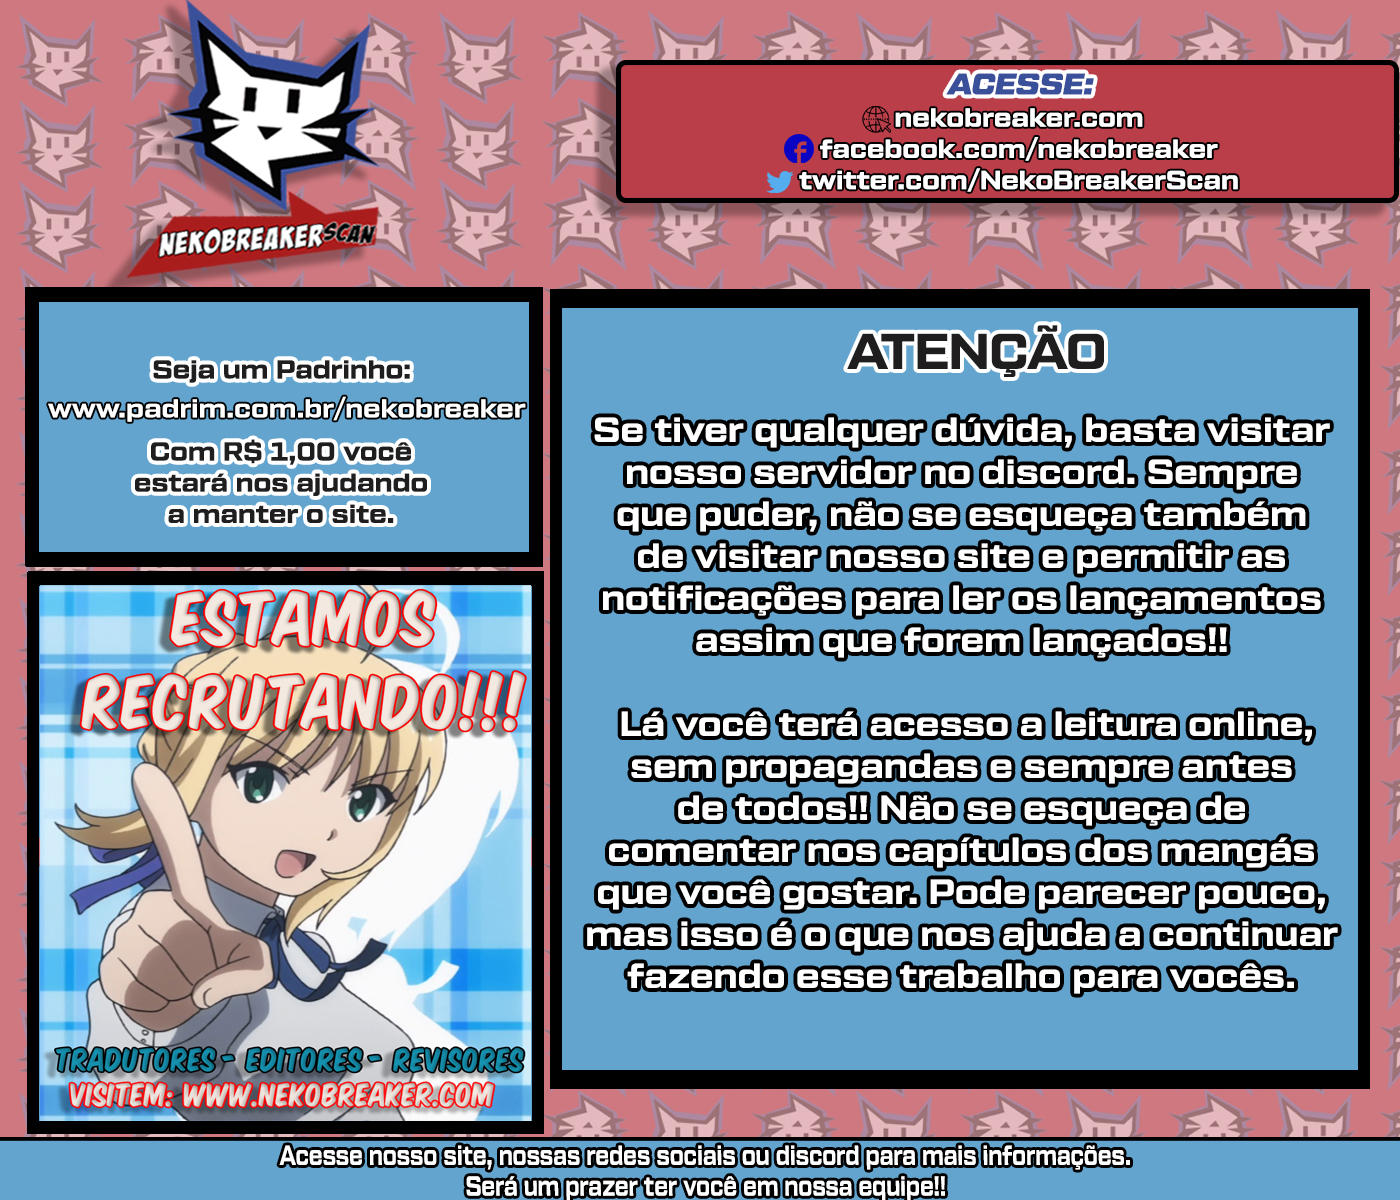 NEKOBREAKER SCAN
ACESSE:
nekobreaker.com
facebook.com/nekobreaker
twitter.com/NekoBreakerScan
Seja um Padrinho:
www.padrim.com.br/nekobreaker
Com R$ 1,00 você
estará nos ajudando
a manter o site.
ESTAMOS
RECRUTANDO!!!
TRADUTORES - EDITORES - REVISORES
VISITEM: WWW.NEKOBREAKER.COM
ATENÇÃO
Se tiver qualquer dúvida, basta visitar
nosso servidor no discord. Sempre
que puder, não se esqueça também
de visitar nosso site e permitir as
notificações para ler os lançamentos
assim que forem lançados!!
Lá você terá acesso a leitura online,
sem propagandas e sempre antes
de todos!! Não se esqueça de
comentar nos capítulos dos mangás
que você gostar. Pode parecer pouco,
mas isso é o que nos ajuda a continuar
fazendo esse trabalho para vocês.
Acesse nosso site, nossas redes sociais ou discord para mais informações.
Será um prazer ter você em nossa equipe!!